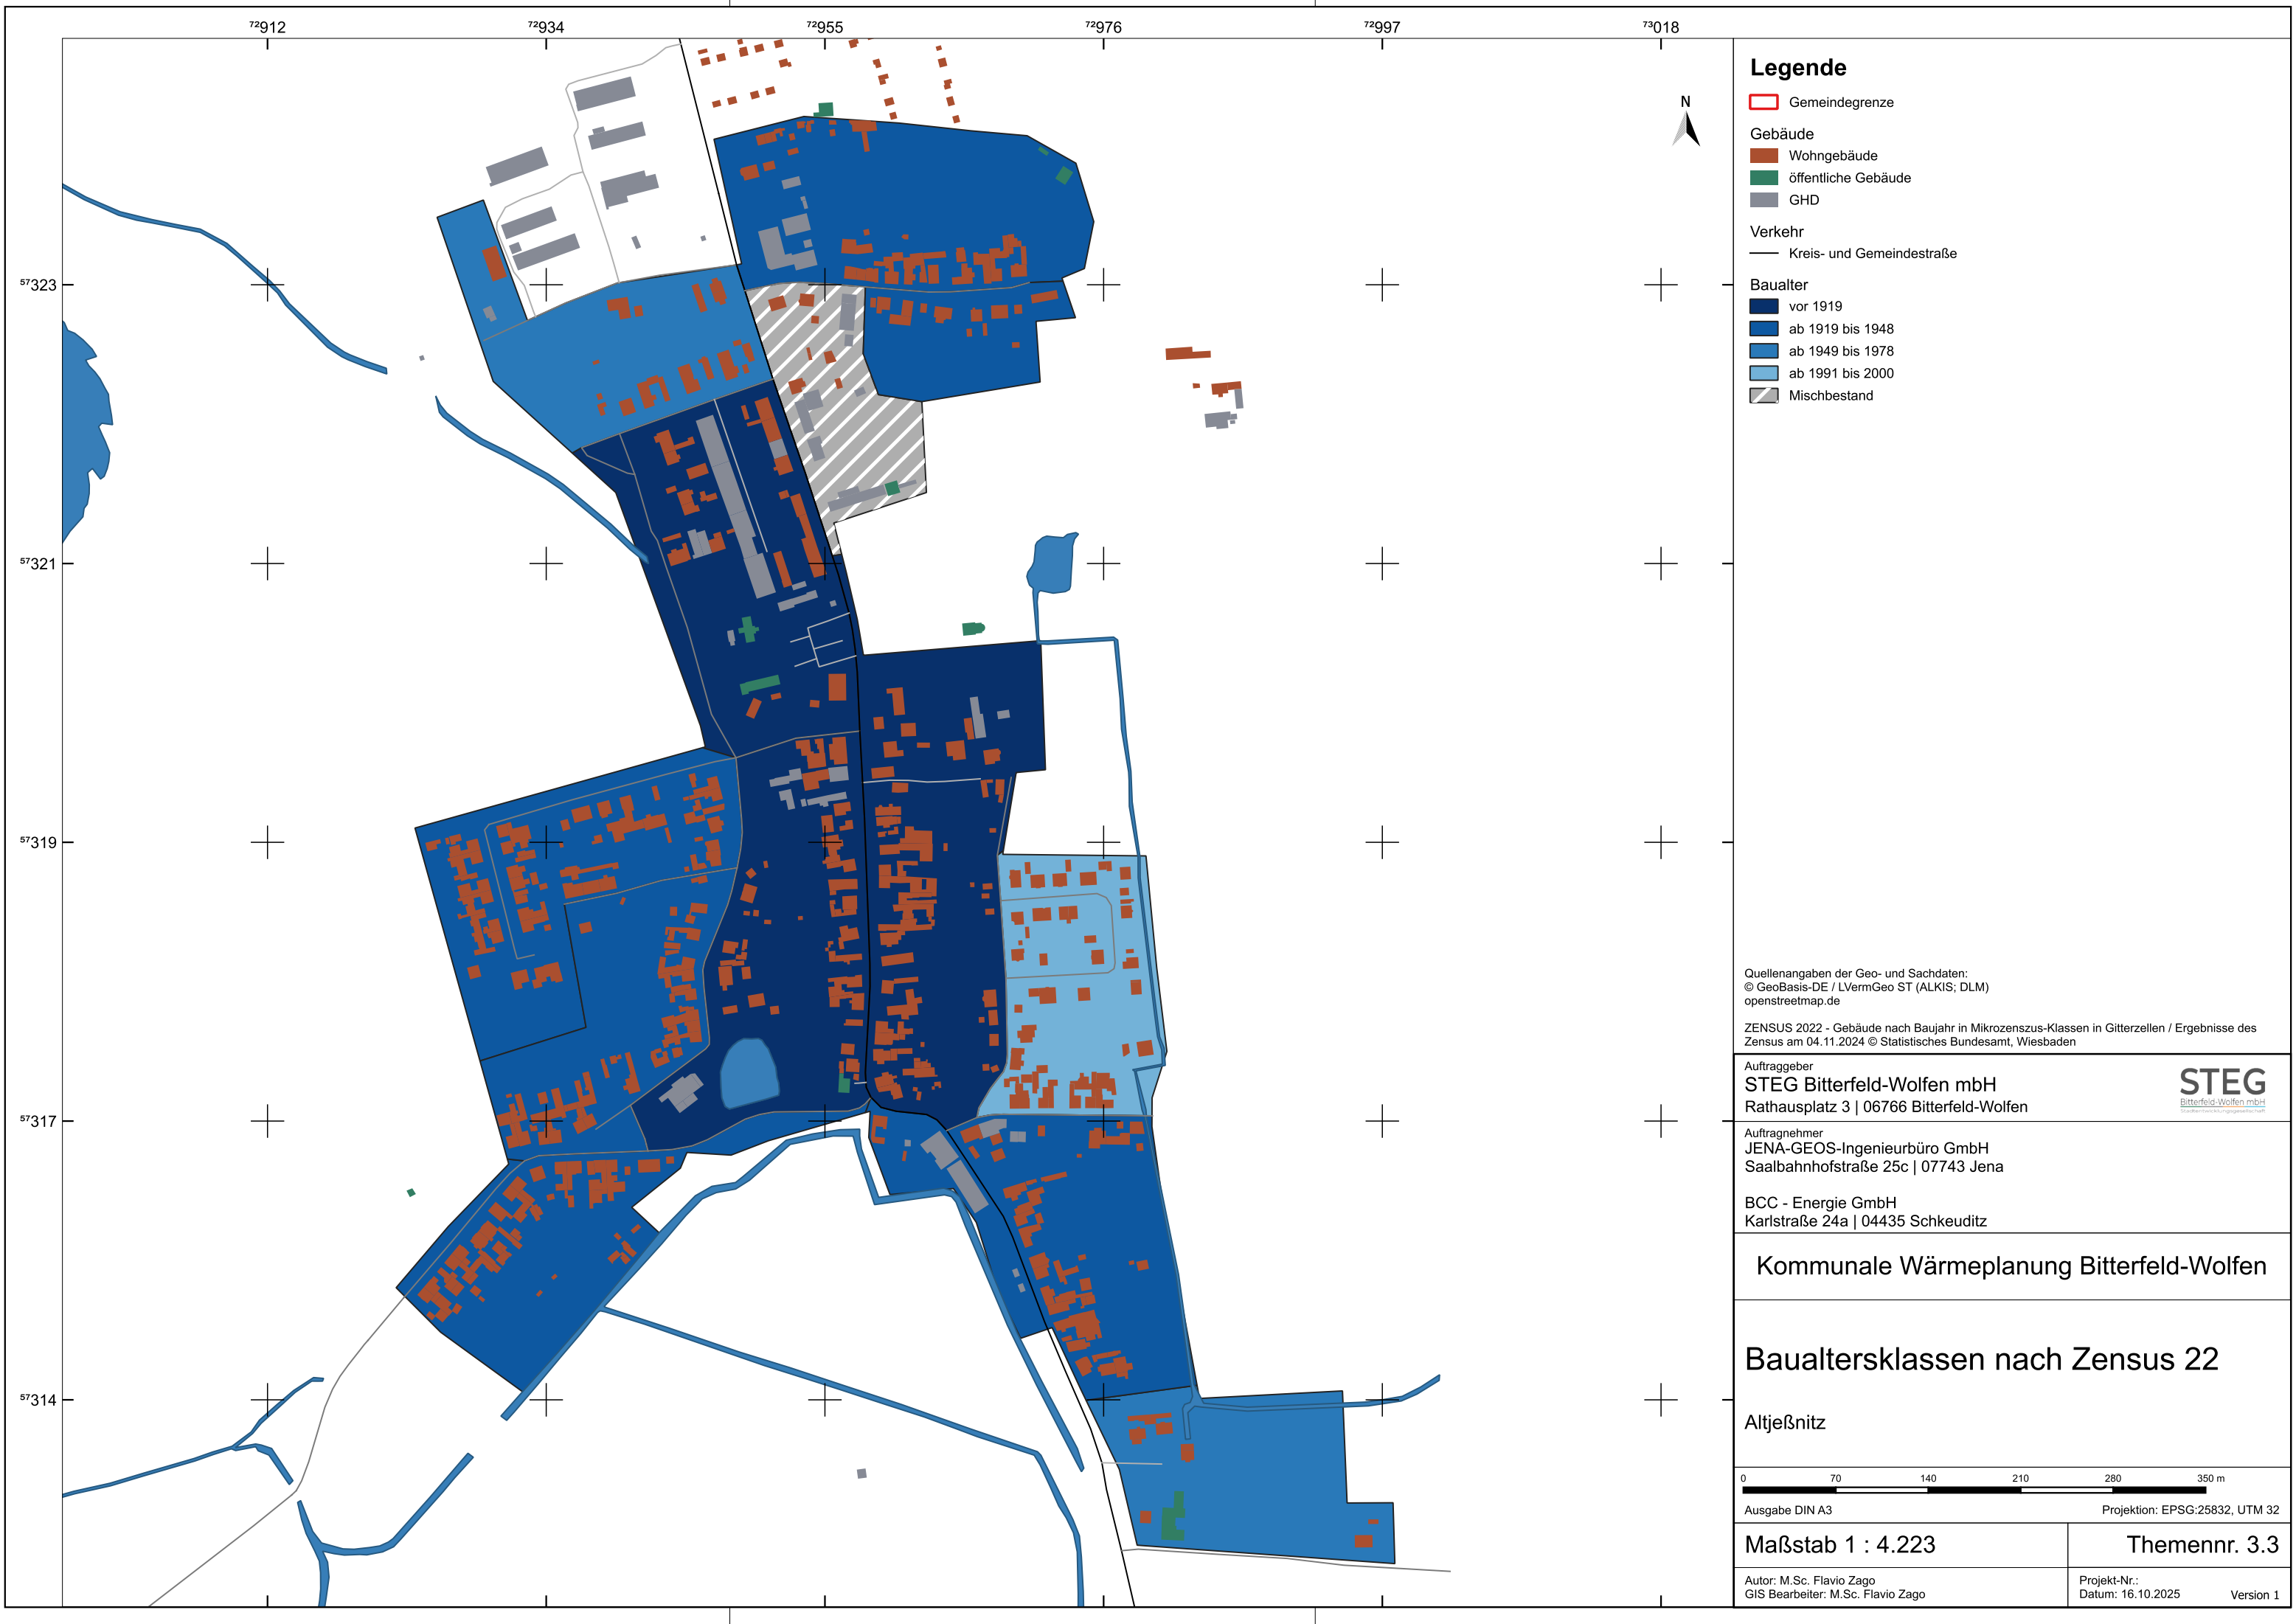 72912 72934 72955 72976 72997 73018
57323
57321
57319
57317
57314
N
Legende
Gemeindegrenze
Gebäude
Wohngebäude
öffentliche Gebäude
GHD
Verkehr
Kreis- und Gemeindestraße
Baualter
vor 1919
ab 1919 bis 1948
ab 1949 bis 1978
ab 1991 bis 2000
Mischbestand
Quellenangaben der Geo- und Sachdaten:
© GeoBasis-DE / LVermGeo ST (ALKIS; DLM)
openstreetmap.de
ZENSUS 2022 - Gebäude nach Baujahr in Mikrozenszus-Klassen in Gitterzellen / Ergebnisse des
Zensus am 04.11.2024 © Statistisches Bundesamt, Wiesbaden
Auftraggeber
STEG Bitterfeld-Wolfen mbH
Rathausplatz 3 | 06766 Bitterfeld-Wolfen
STEG
Bitterfeld-Wolfen mbH
Stadtentwicklungsgesellschaft
Auftragnehmer
JENA-GEOS-Ingenieurbüro GmbH
Saalbahnhofstraße 25c | 07743 Jena
BCC - Energie GmbH
Karlstraße 24a | 04435 Schkeuditz
Kommunale Wärmeplanung Bitterfeld-Wolfen
Baualtersklassen nach Zensus 22
Altjeßnitz
0 70 140 210 280 350 m
Ausgabe DIN A3 Projektion: EPSG:25832, UTM 32
Maßstab 1 : 4.223 Themennr. 3.3
Autor: M.Sc. Flavio Zago
GIS Bearbeiter: M.Sc. Flavio Zago
Projekt-Nr.:
Datum: 16.10.2025 Version 1